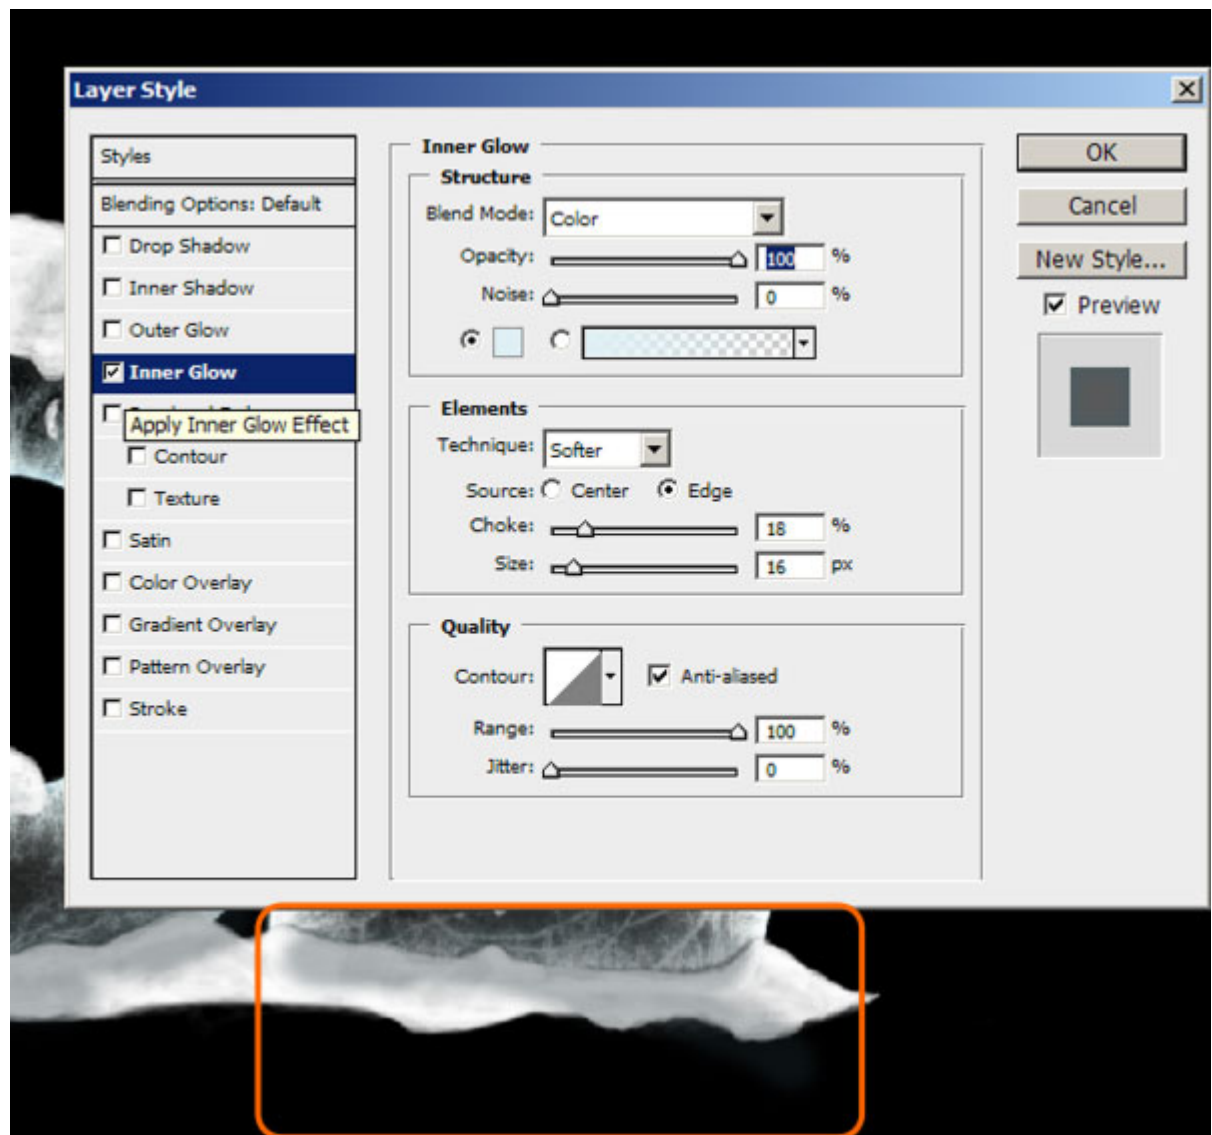 Layer Style
Styles
Blending Options: Default
Drop Shadow
Inner Shadow
Outer Glow
Inner Glow
Apply Inner Glow Effect
Contour
Texture
Satin
Color Overlay
Gradient Overlay
Pattern Overlay
Stroke
Inner Glow
Structure
Blend Mode: Color
Opacity: 100 %
Noise: 0 %
Elements
Technique: Softer
Source: Center Edge
Choke: 18 %
Size: 16 px
Quality
Contour: Anti-aliased
Range: 100 %
Jitter: 0 %
OK
Cancel
New Style...
Preview